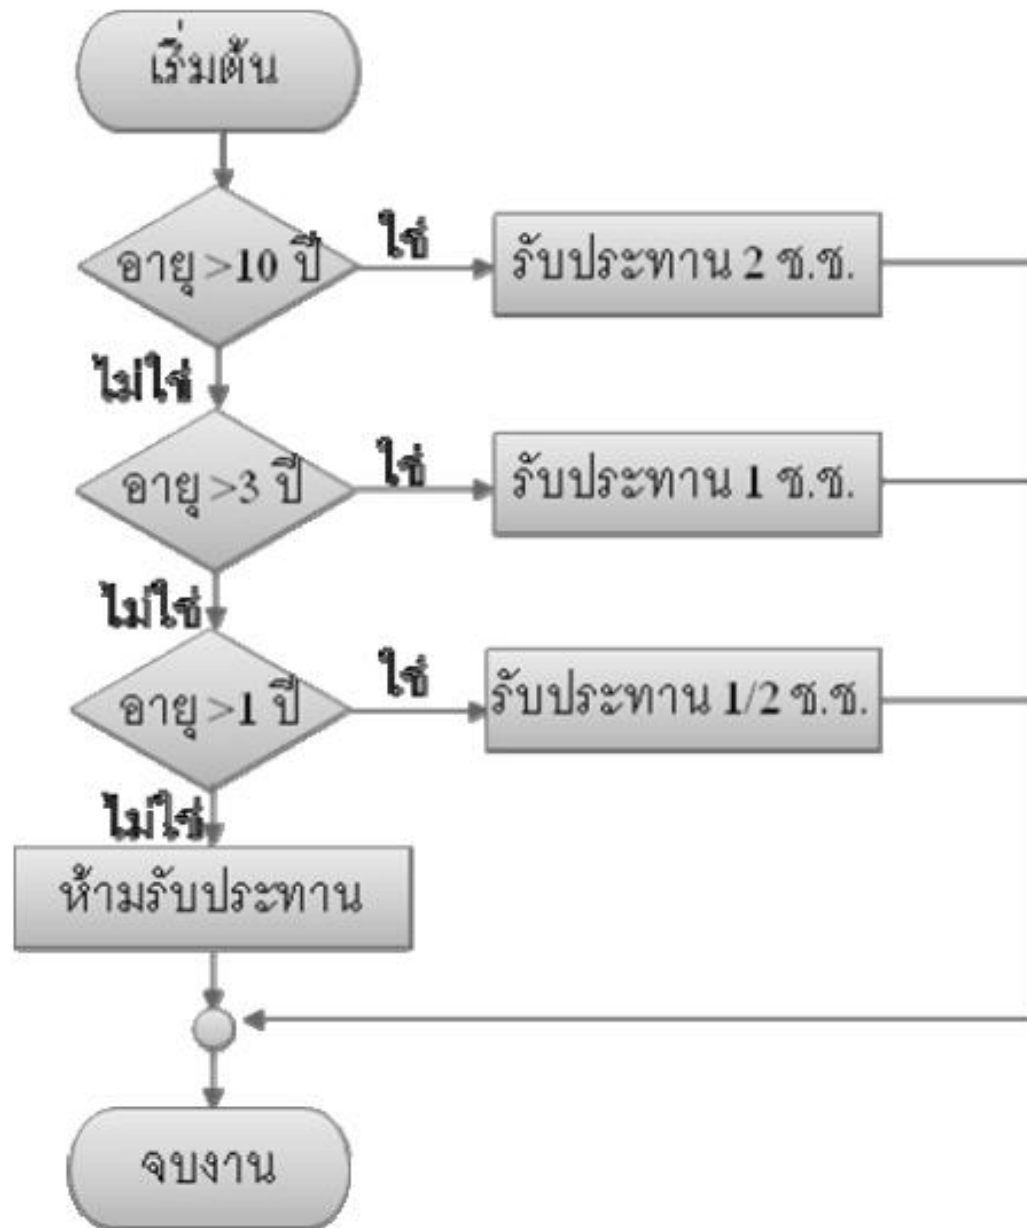 เริ่มต้น
อายุ >10 ปี
ใช่
รับประทาน 2 ช.ช.
ไม่ใช่
อายุ >3 ปี
ใช่
รับประทาน 1 ช.ช.
ไม่ใช่
อายุ >1 ปี
ใช่
รับประทาน 1/2 ช.ช.
ไม่ใช่
ห้ามรับประทาน
จบงาน